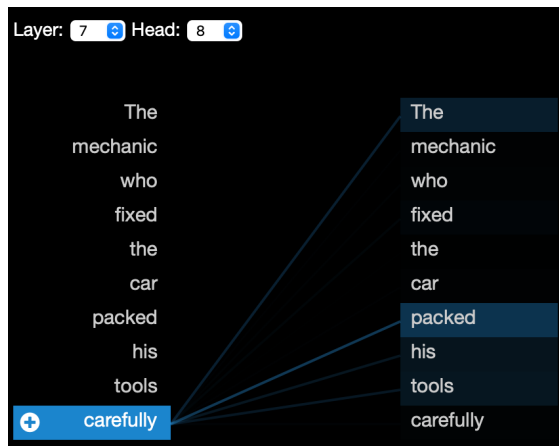 Layer: 7 Head: 8
The The
mechanic mechanic
who who
fixed fixed
the the
car car
packed packed
his his
tools tools
carefully carefully